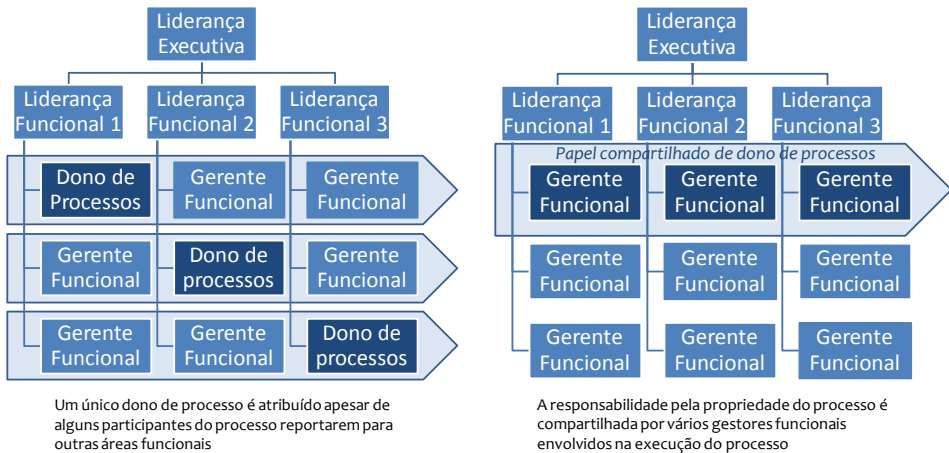 Liderança
Executiva
Liderança
Funcional 1
Liderança
Funcional 2
Liderança
Funcional 3
Dono de
Processos
Gerente
Funcional
Gerente
Funcional
Gerente
Funcional
Dono de
processos
Gerente
Funcional
Gerente
Funcional
Gerente
Funcional
Dono de
processos
Um único dono de processo é atribuído apesar de
alguns participantes do processo reportarem para
outras áreas funcionais
Liderança
Executiva
Liderança
Funcional 1
Liderança
Funcional 2
Liderança
Funcional 3
Papel compartilhado de dono de processos
Gerente
Funcional
Gerente
Funcional
Gerente
Funcional
Gerente
Funcional
Gerente
Funcional
Gerente
Funcional
Gerente
Funcional
Gerente
Funcional
Gerente
Funcional
A responsabilidade pela propriedade do processo é
compartilhada por vários gestores funcionais
envolvidos na execução do processo